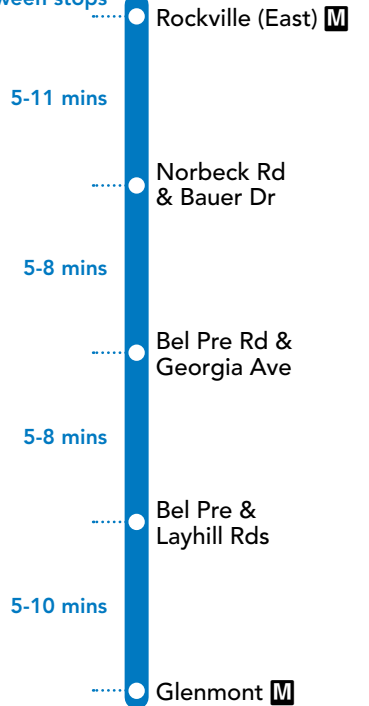 stops
Rockville (East) M
5-11 mins
Norbeck Rd
& Bauer Dr
5-8 mins
Bel Pre Rd &
Georgia Ave
5-8 mins
Bel Pre &
Layhill Rds
5-10 mins
Glenmont M